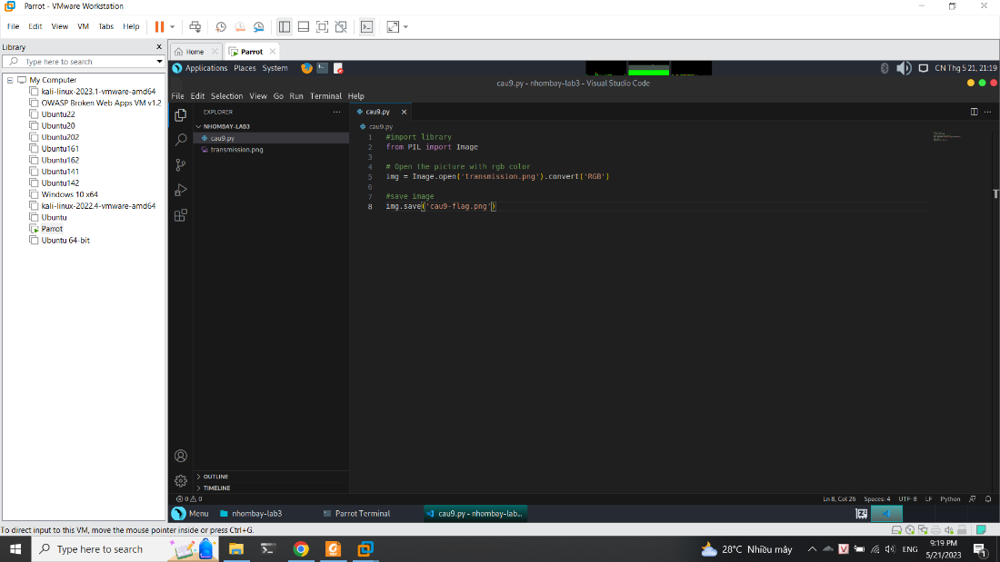 Parrot - VMware Workstation
File Edit View VM Tabs Help
Library
Type here to search
My Computer
kali-linux-2023.1-vmware-amd64
OWASP Broken Web Apps VM v1.2
Ubuntu22
Ubuntu20
Ubuntu161
Ubuntu202
Ubuntu162
Ubuntu141
Ubuntu142
Windows 10 x64
kali-linux-2022.4-vmware-amd64
Ubuntu
Parrot
Ubuntu 64-bit
Home Parrot
Applications Places System CN Thg 5 21, 21:19
cau9.py - nhombay-lab3 - Visual Studio Code
File Edit Selection View Go Run Terminal Help
EXPLORER
NHOMBAY-LAB3
cau9.py
transmission.png
OUTLINE
TIMELINE
cau9.py
cau9.py
1 #import library
2 from PIL import Image
3
4 # Open the picture with rgb color
5 img = Image.open('transmission.png').convert('RGB')
6
7 #save image
8 img.save('cau9-flag.png')
0 0 Ln 8, Col 26 Spaces: 4 UTF-8 LF Python
Menu nhombay-lab3 Parrot Terminal cau9.py - nhombay-lab...
To direct input to this VM, move the mouse pointer inside or press Ctrl+G.
Type here to search 28°C Nhiều mây ENG 9:19 PM
5/21/2023
1